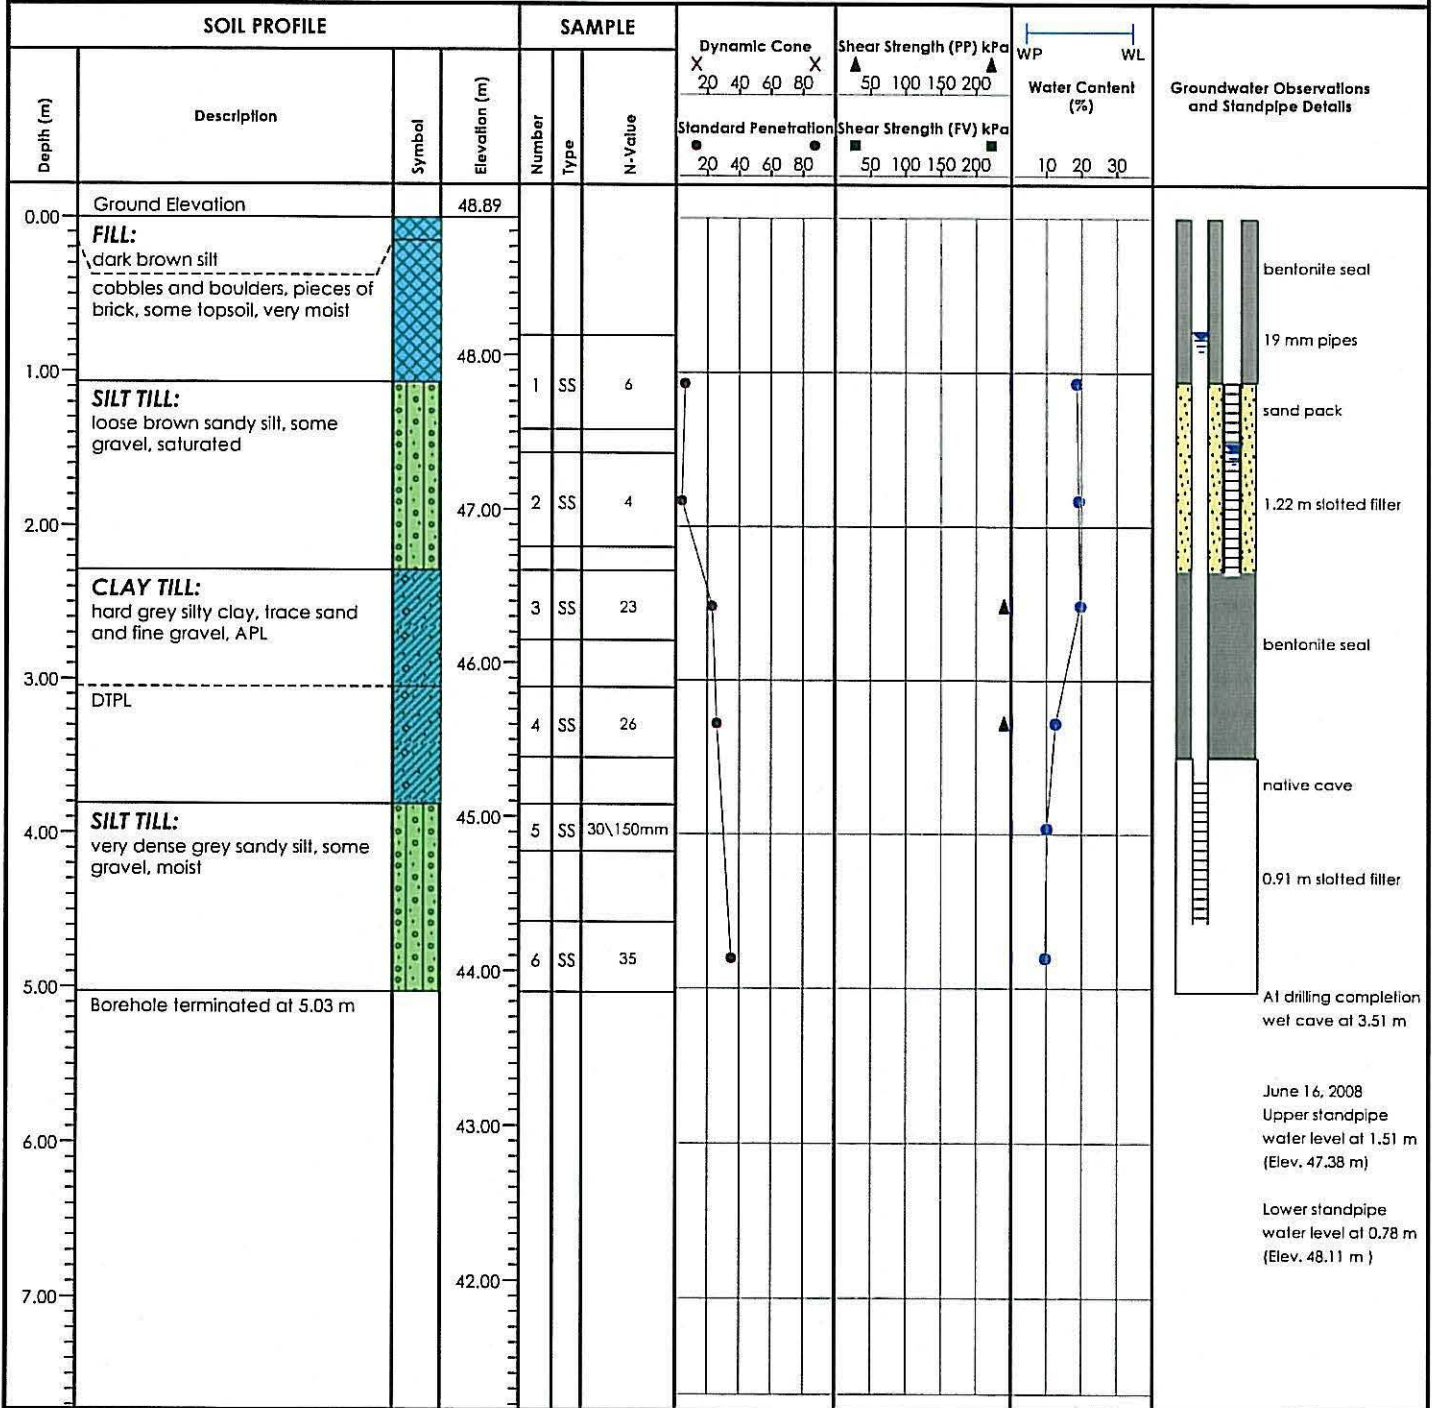 SOIL PROFILE
SAMPLE
Depth (m)
Description
Symbol
Elevation (m)
Number
Type
N-Value
Dynamic Cone
X X
20 40 60 80
Standard Penetration
20 40 60 80
Shear Strength (PP) kPa
50 100 150 200
Shear Strength (FV) kPa
50 100 150 200
WP WL
Water Content
(%)
10 20 30
Groundwater Observations
and Standpipe Details
Ground Elevation
48.89
0.00
FILL:
dark brown silt
cobbles and boulders, pieces of
brick, some topsoil, very moist
48.00
1.00
1 SS 6
SILT TILL:
loose brown sandy silt, some
gravel, saturated
2 SS 4
47.00
2.00
CLAY TILL:
hard grey silty clay, trace sand
and fine gravel, APL
3 SS 23
46.00
3.00
DTPL
4 SS 26
SILT TILL:
very dense grey sandy silt, some
gravel, moist
45.00
4.00
5 SS 30\150mm
6 SS 35
44.00
5.00
Borehole terminated at 5.03 m
43.00
6.00
42.00
7.00
bentonite seal
19 mm pipes
sand pack
1.22 m slotted filter
bentonite seal
native cave
0.91 m slotted filter
At drilling completion
wet cave at 3.51 m
June 16, 2008
Upper standpipe
water level at 1.51 m
(Elev. 47.38 m)
Lower standpipe
water level at 0.78 m
(Elev. 48.11 m )